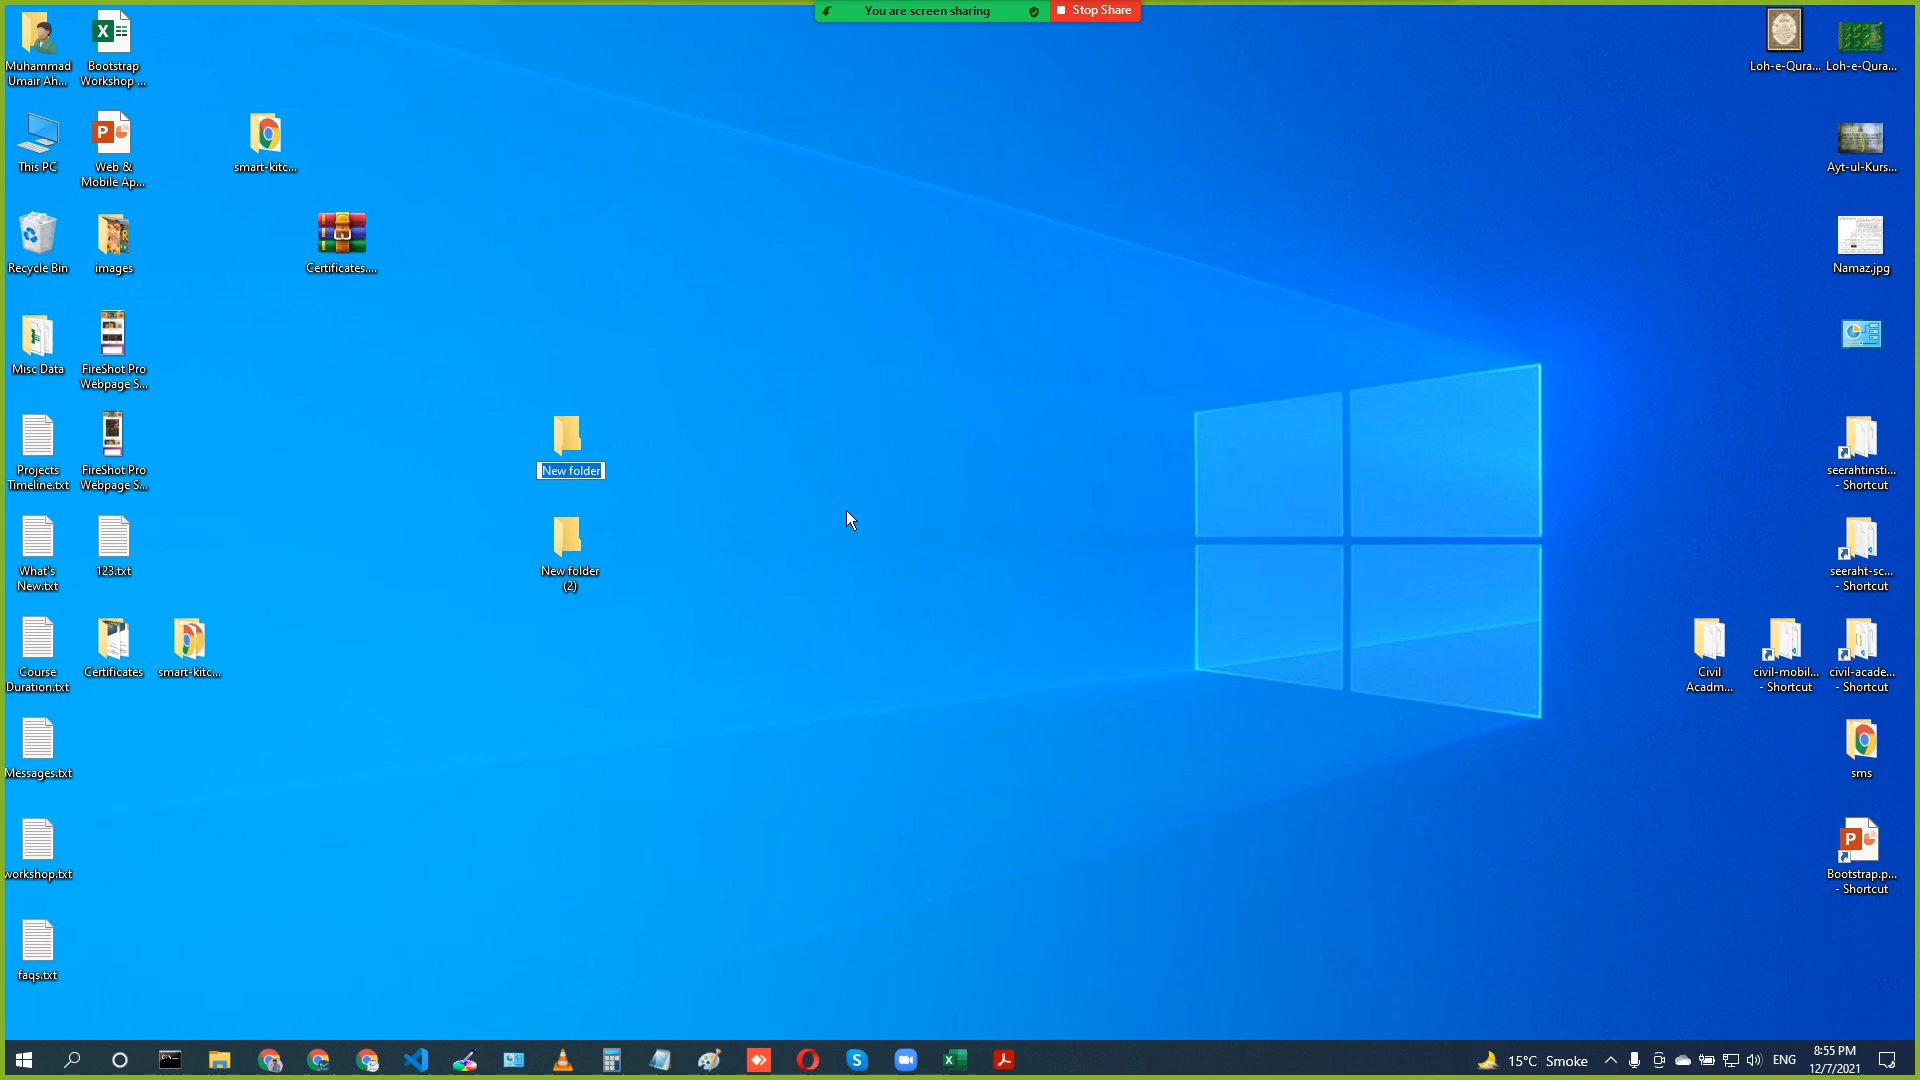 You are screen sharing
Stop Share
Muhammad
Umair Ah...
Bootstrap
Workshop ...
Loh-e-Qura...
Loh-e-Qura...
This PC
Web &
Mobile Ap...
smart-kitc...
Ayt-ul-Kurs...
Recycle Bin
images
Certificates....
Namaz.jpg
Misc Data
FireShot Pro
Webpage S...
Projects
Timeline.txt
FireShot Pro
Webpage S...
New folder
seerahtinsti...
- Shortcut
What's
New.txt
123.txt
New folder
(2)
seeraht-sc...
- Shortcut
Course
Duration.txt
Certificates
smart-kitc...
Civil
Acadm...
civil-mobil...
- Shortcut
civil-acade...
- Shortcut
Messages.txt
sms
workshop.txt
Bootstrap.p...
- Shortcut
faqs.txt
15°C Smoke
ENG
8:55 PM
12/7/2021